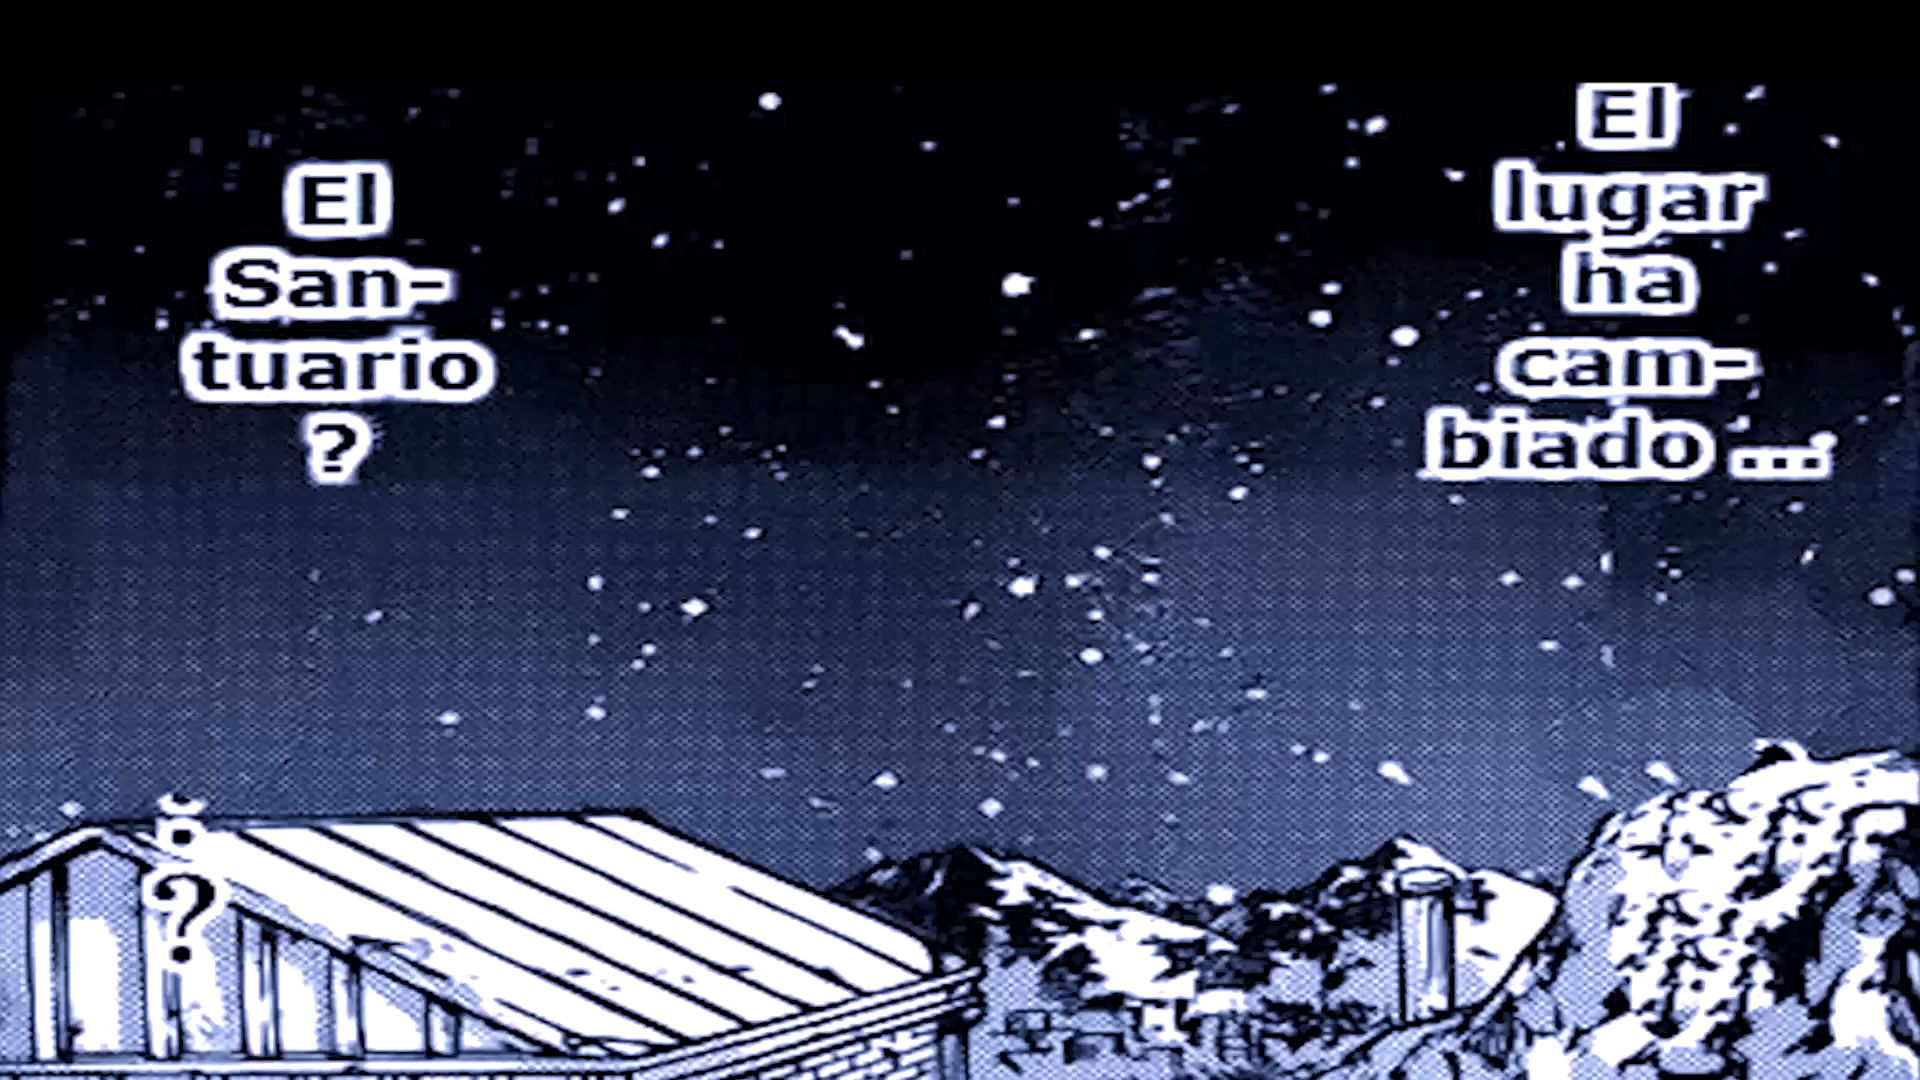 El
lugar
ha
cam-
biado ...
El
San-
tuario
?
?